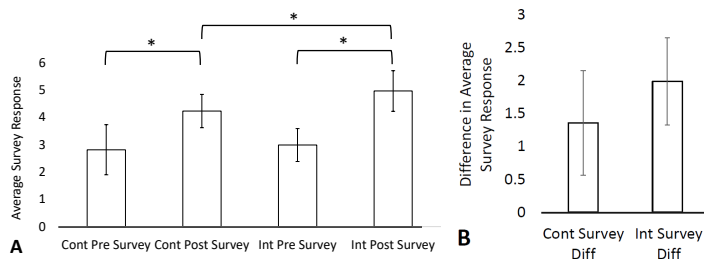 *
*
*
Average Survey Response
6
5
4
3
2
1
0
Cont Pre Survey Cont Post Survey Int Pre Survey Int Post Survey
A
Difference in Average
Survey Response
3
2.5
2
1.5
1
0.5
0
Cont Survey Int Survey
Diff Diff
B